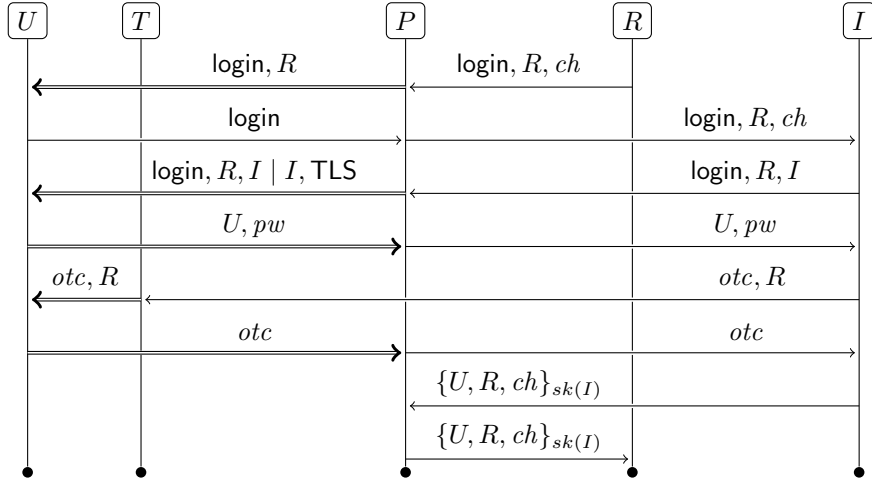 U T P R I
login, R login, R, ch
login login, R, ch
login, R, I | I, TLS login, R, I
U, pw U, pw
otc, R otc, R
otc otc
{U, R, ch}sk(I)
{U, R, ch}sk(I)